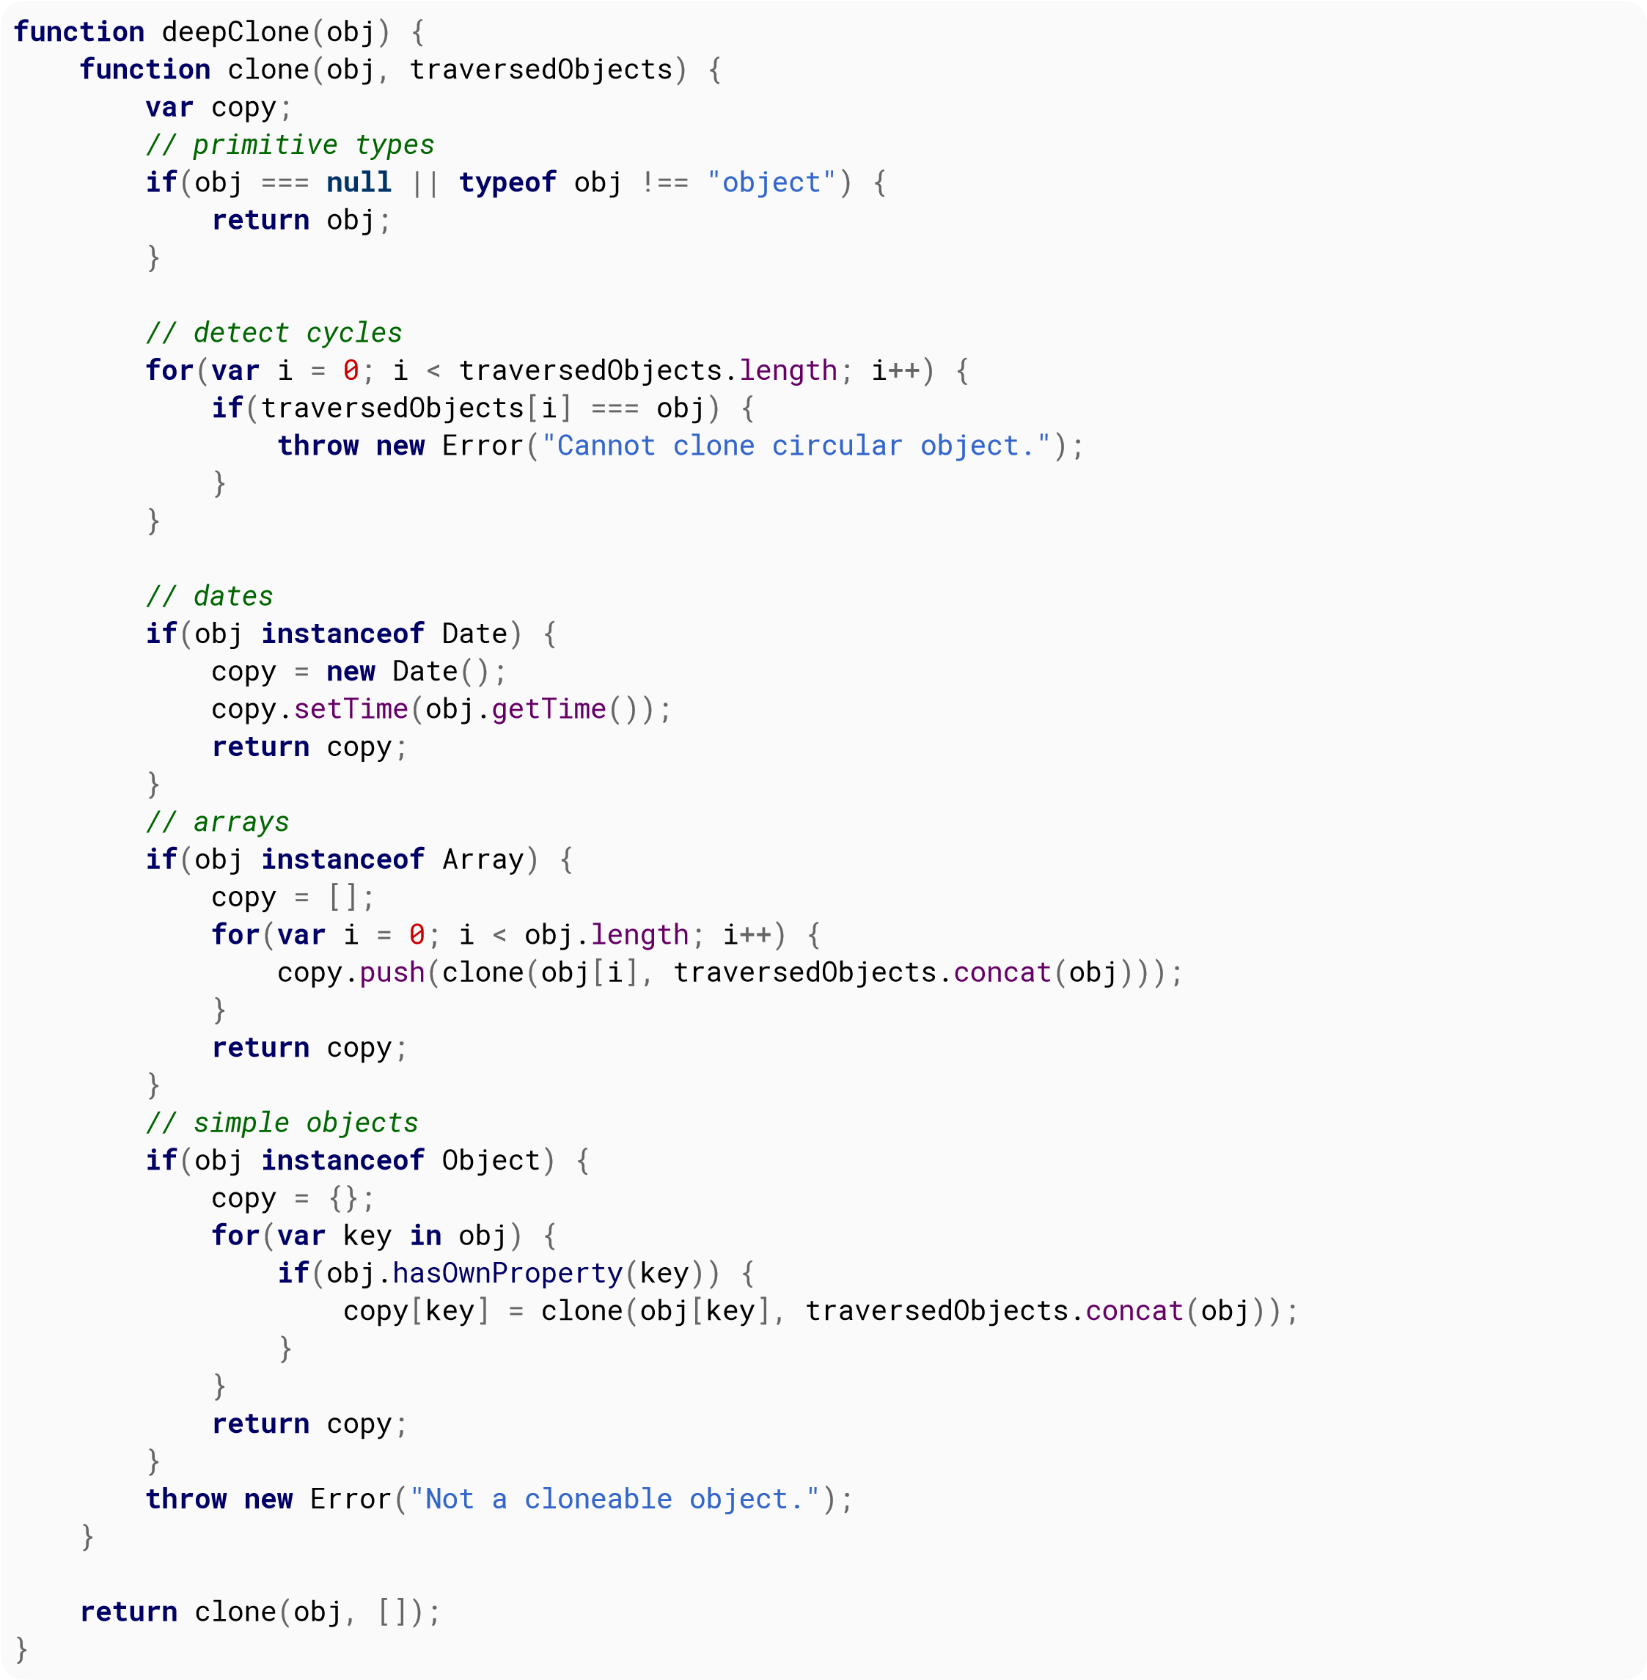 function deepClone(obj) {
    function clone(obj, traversedObjects) {
        var copy;
        // primitive types
        if(obj === null || typeof obj !== "object") {
            return obj;
        }

        // detect cycles
        for(var i = 0; i < traversedObjects.length; i++) {
            if(traversedObjects[i] === obj) {
                throw new Error("Cannot clone circular object.");
            }
        }

        // dates
        if(obj instanceof Date) {
            copy = new Date();
            copy.setTime(obj.getTime());
            return copy;
        }
        // arrays
        if(obj instanceof Array) {
            copy = [];
            for(var i = 0; i < obj.length; i++) {
                copy.push(clone(obj[i], traversedObjects.concat(obj)));
            }
            return copy;
        }
        // simple objects
        if(obj instanceof Object) {
            copy = {};
            for(var key in obj) {
                if(obj.hasOwnProperty(key)) {
                    copy[key] = clone(obj[key], traversedObjects.concat(obj));
                }
            }
            return copy;
        }
        throw new Error("Not a cloneable object.");
    }

    return clone(obj, []);
}